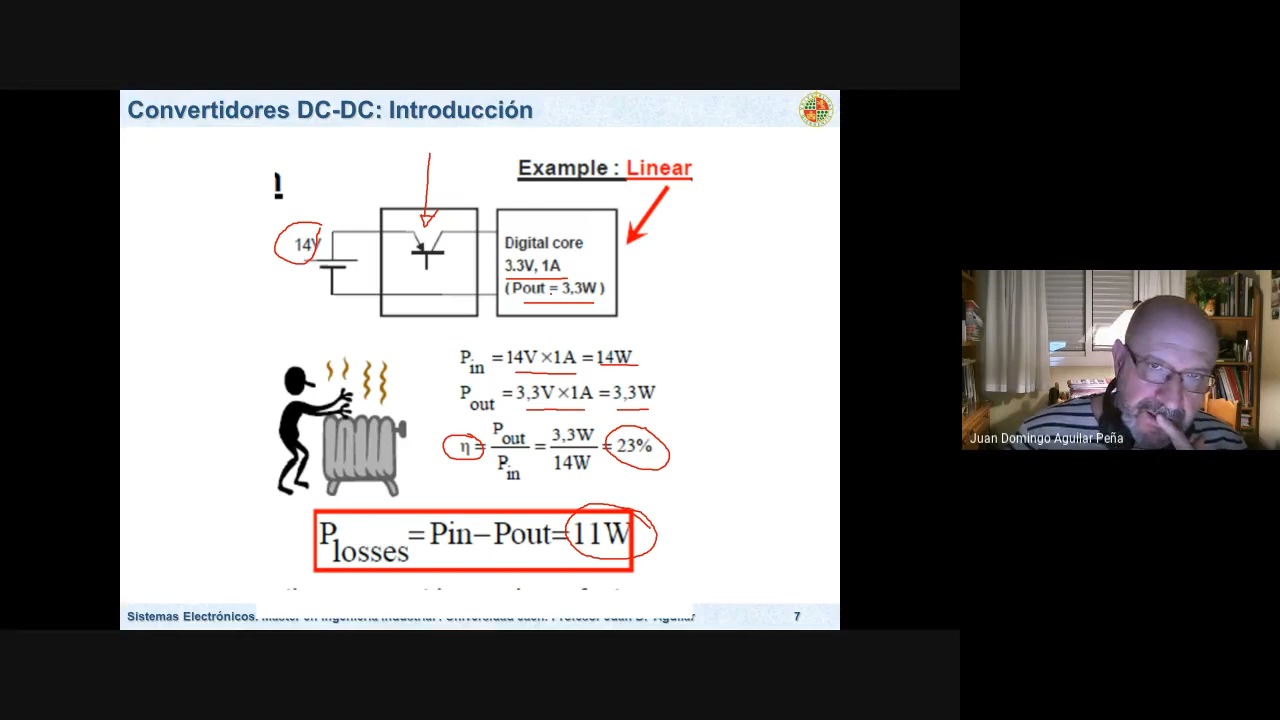 Convertidores DC-DC: Introducción
Example : Linear
14V
Digital core
3.3V, 1A
( Pout = 3,3W )
P_in = 14V×1A = 14W
P_out = 3,3V×1A = 3,3W
η = P_out / P_in = 3,3W / 14W = 23%
P_losses = Pin−Pout= 11W
Sistemas Electrónicos. Máster en Ingeniería Industrial . Universidad Jaén. Profesor Juan D. Aguilar
7
Juan Domingo Aguilar Peña